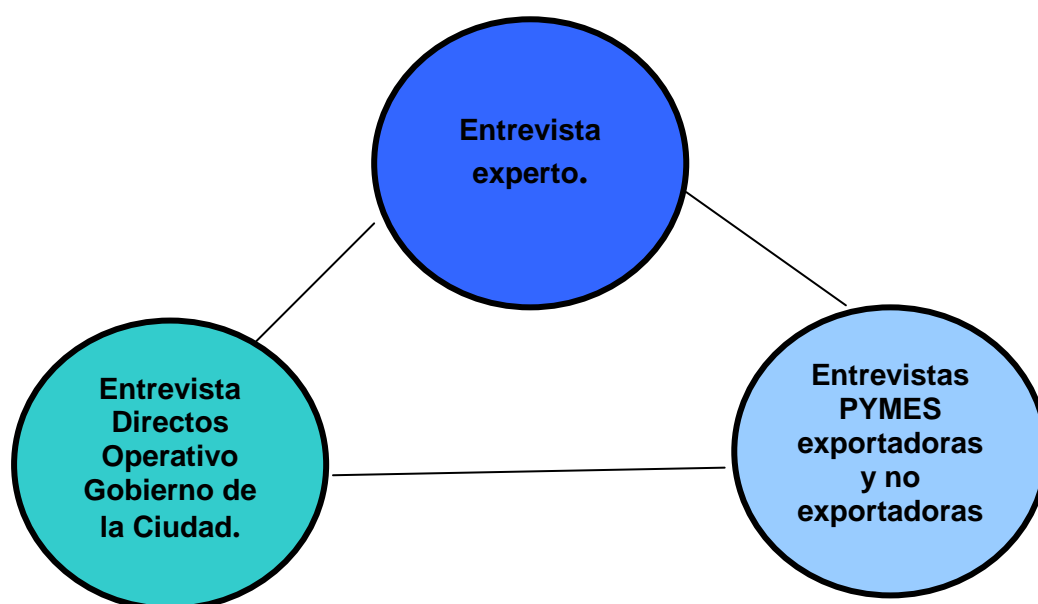 Entrevista
experto.
Entrevista
Directos
Operativo
Gobierno de
la Ciudad.
Entrevistas
PYMES
exportadoras
y no
exportadoras